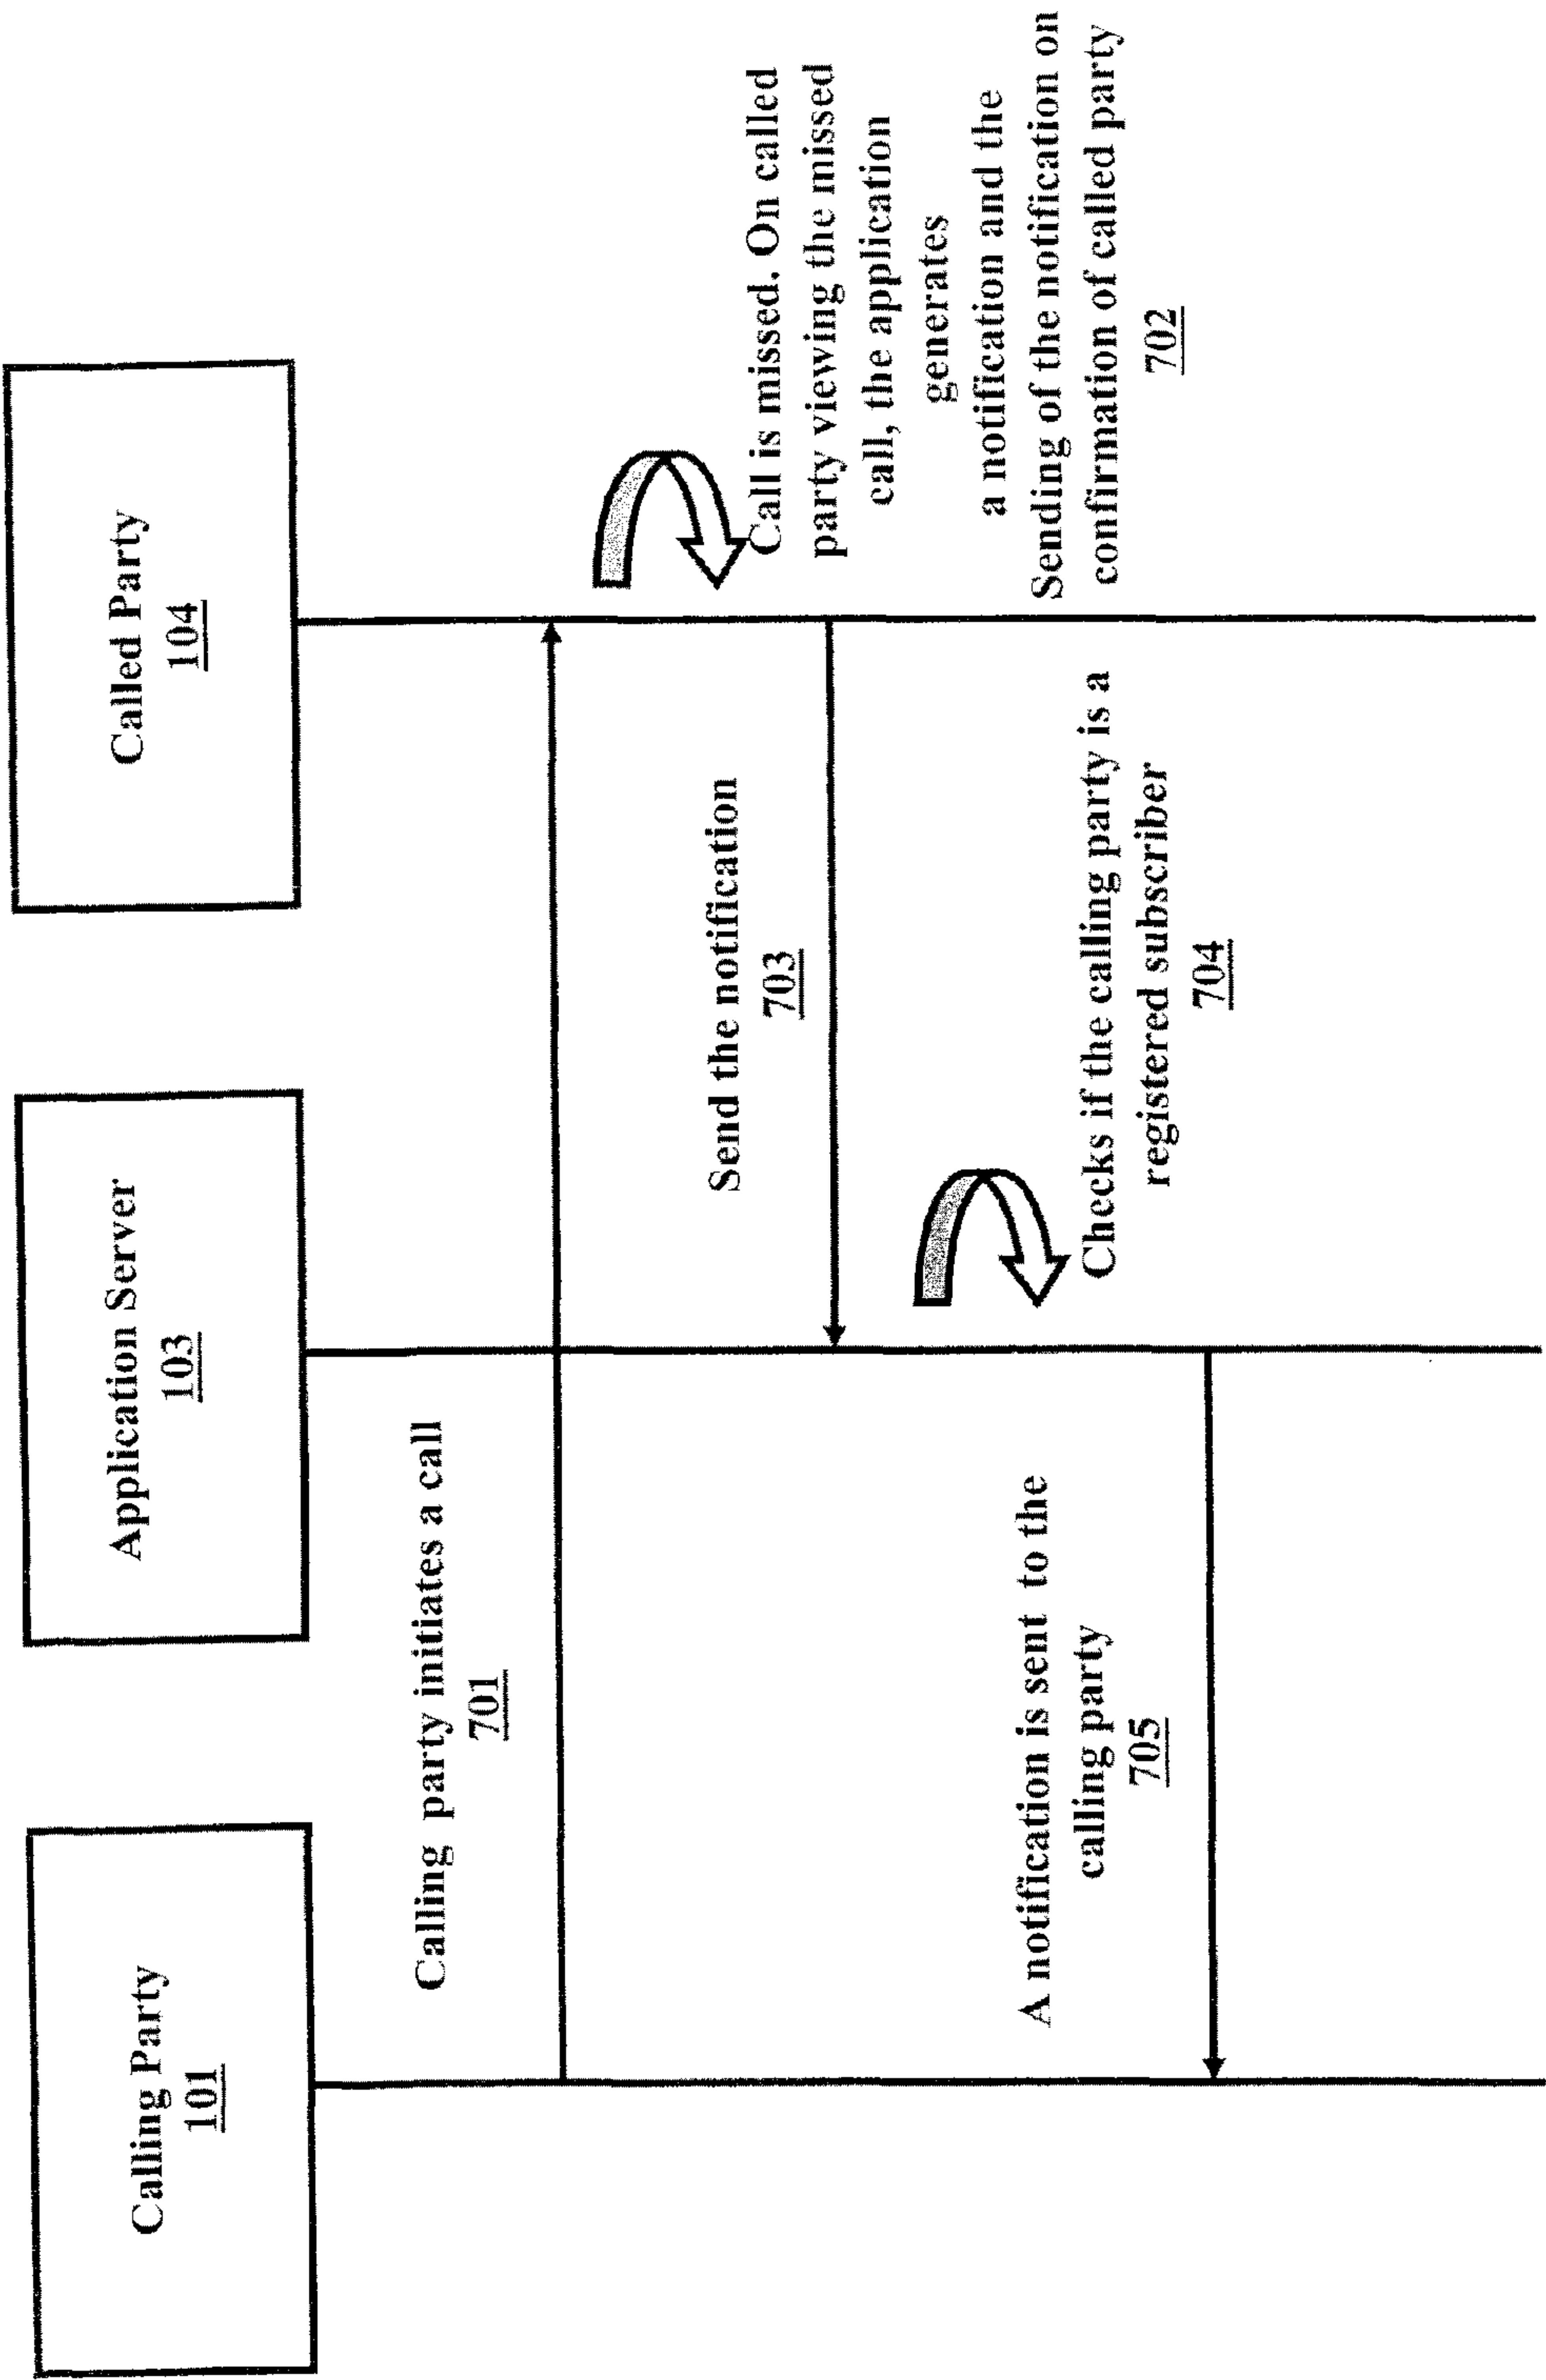 Calling Party
101
Application Server
103
Called Party
104
Calling party initiates a call
701
Call is missed. On called
party viewing the missed
call, the application
generates
a notification and the
Sending of the notification on
confirmation of called party
702
Send the notification
703
Checks if the calling party is a
registered subscriber
704
A notification is sent to the
calling party
705